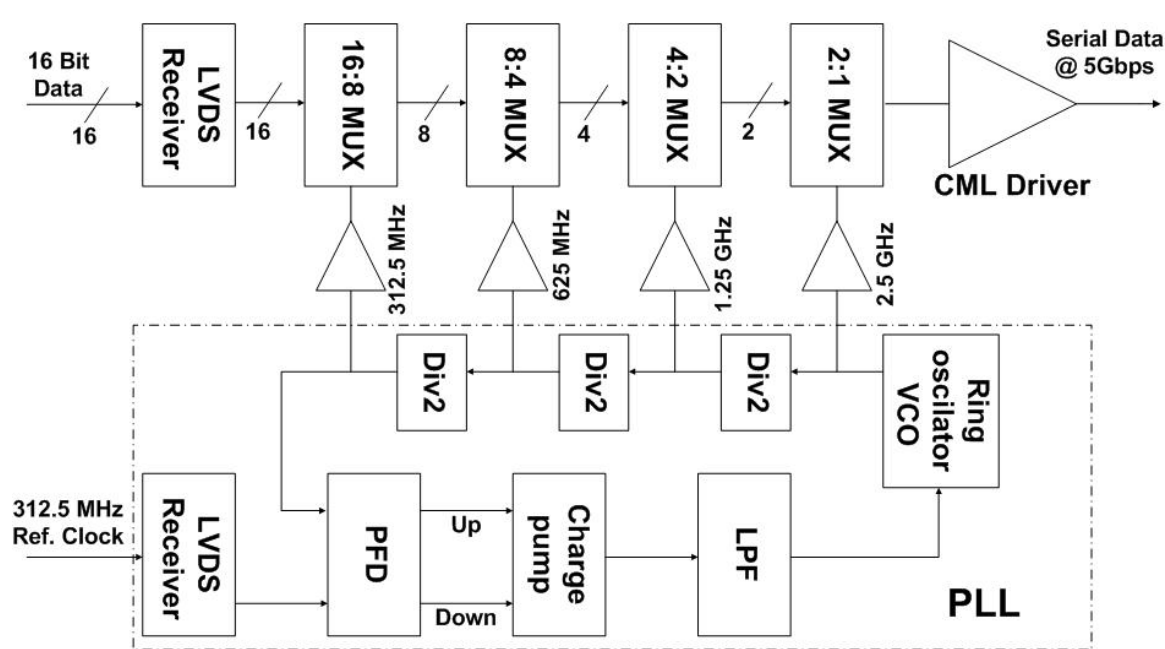 16 Bit
Data
16
LVDS
Receiver
16
16:8 MUX
8
8:4 MUX
4
4:2 MUX
2
2:1 MUX
CML Driver
Serial Data
@ 5Gbps
312.5 MHz
625 MHz
1.25 GHz
2.5 GHz
Div2
Div2
Div2
Ring
oscilator
VCO
312.5 MHz
Ref. Clock
LVDS
Receiver
PFD
Up
Down
Charge
pump
LPF
PLL